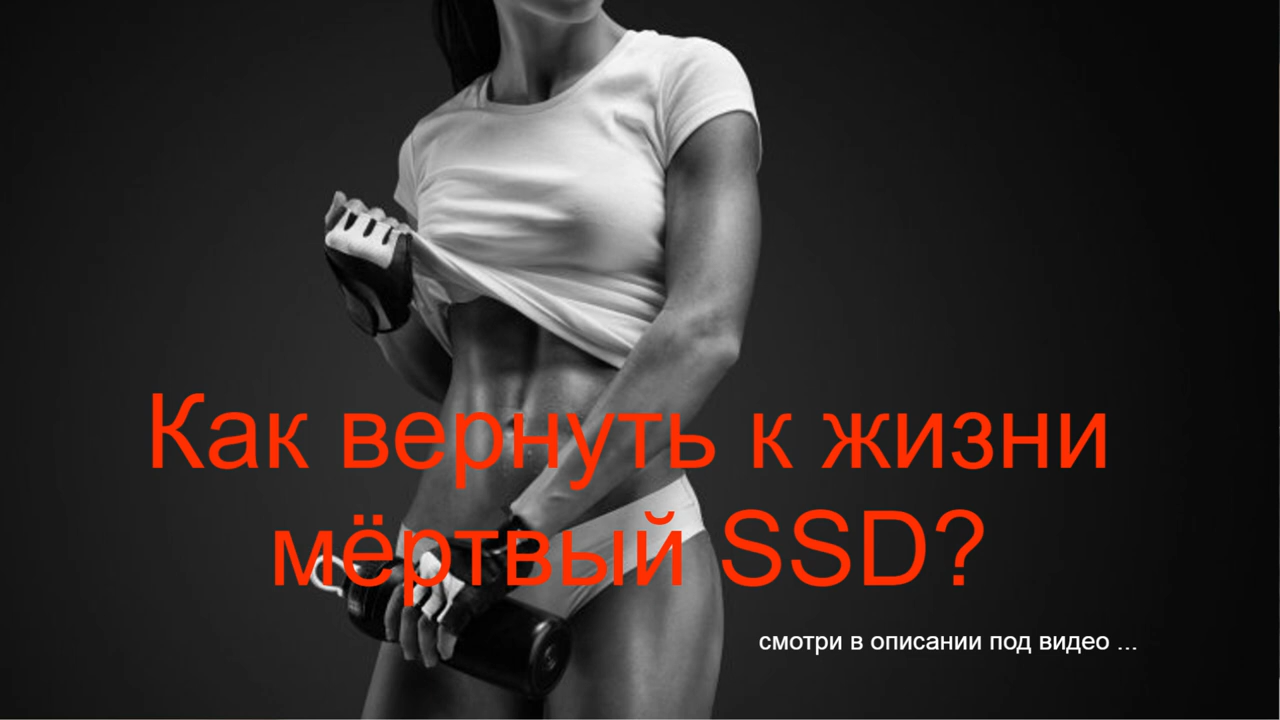 Как вернуть к жизни
мёртвый SSD?
смотри в описании под видео ...